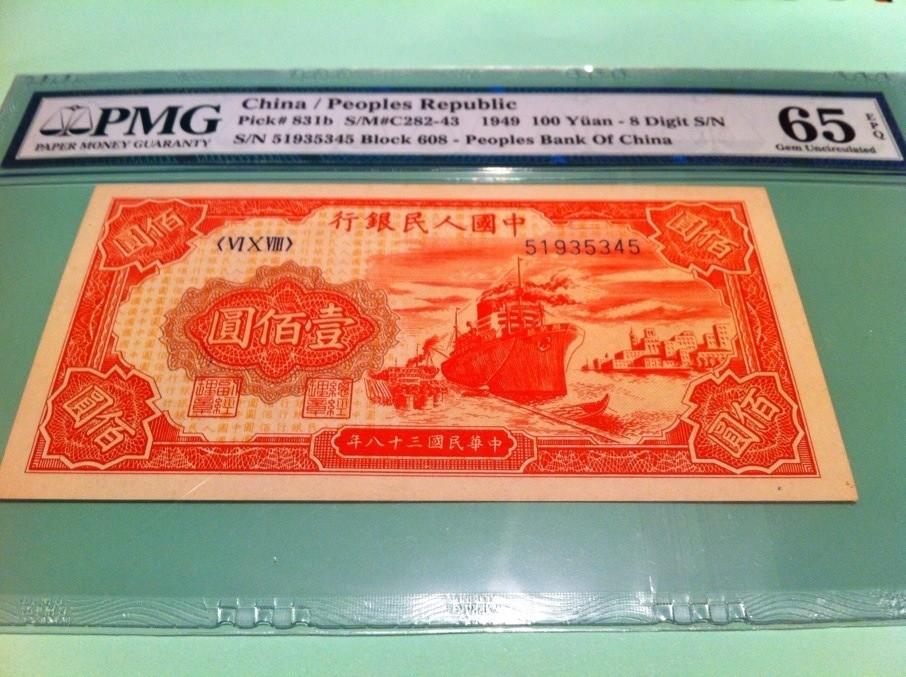 PMG
PAPER MONEY GUARANTY
China / Peoples Republic
Pick# 831b S/M#C282-43 1949 100 Yüan - 8 Digit S/N
S/N 51935345 Block 608 - Peoples Bank Of China
65 EPQ
Gem Uncirculated
行銀民人國中
圓佰
圓佰
〈VI X VIII〉
51935345
圓佰壹
圓佰
圓佰
年八十三國民華中